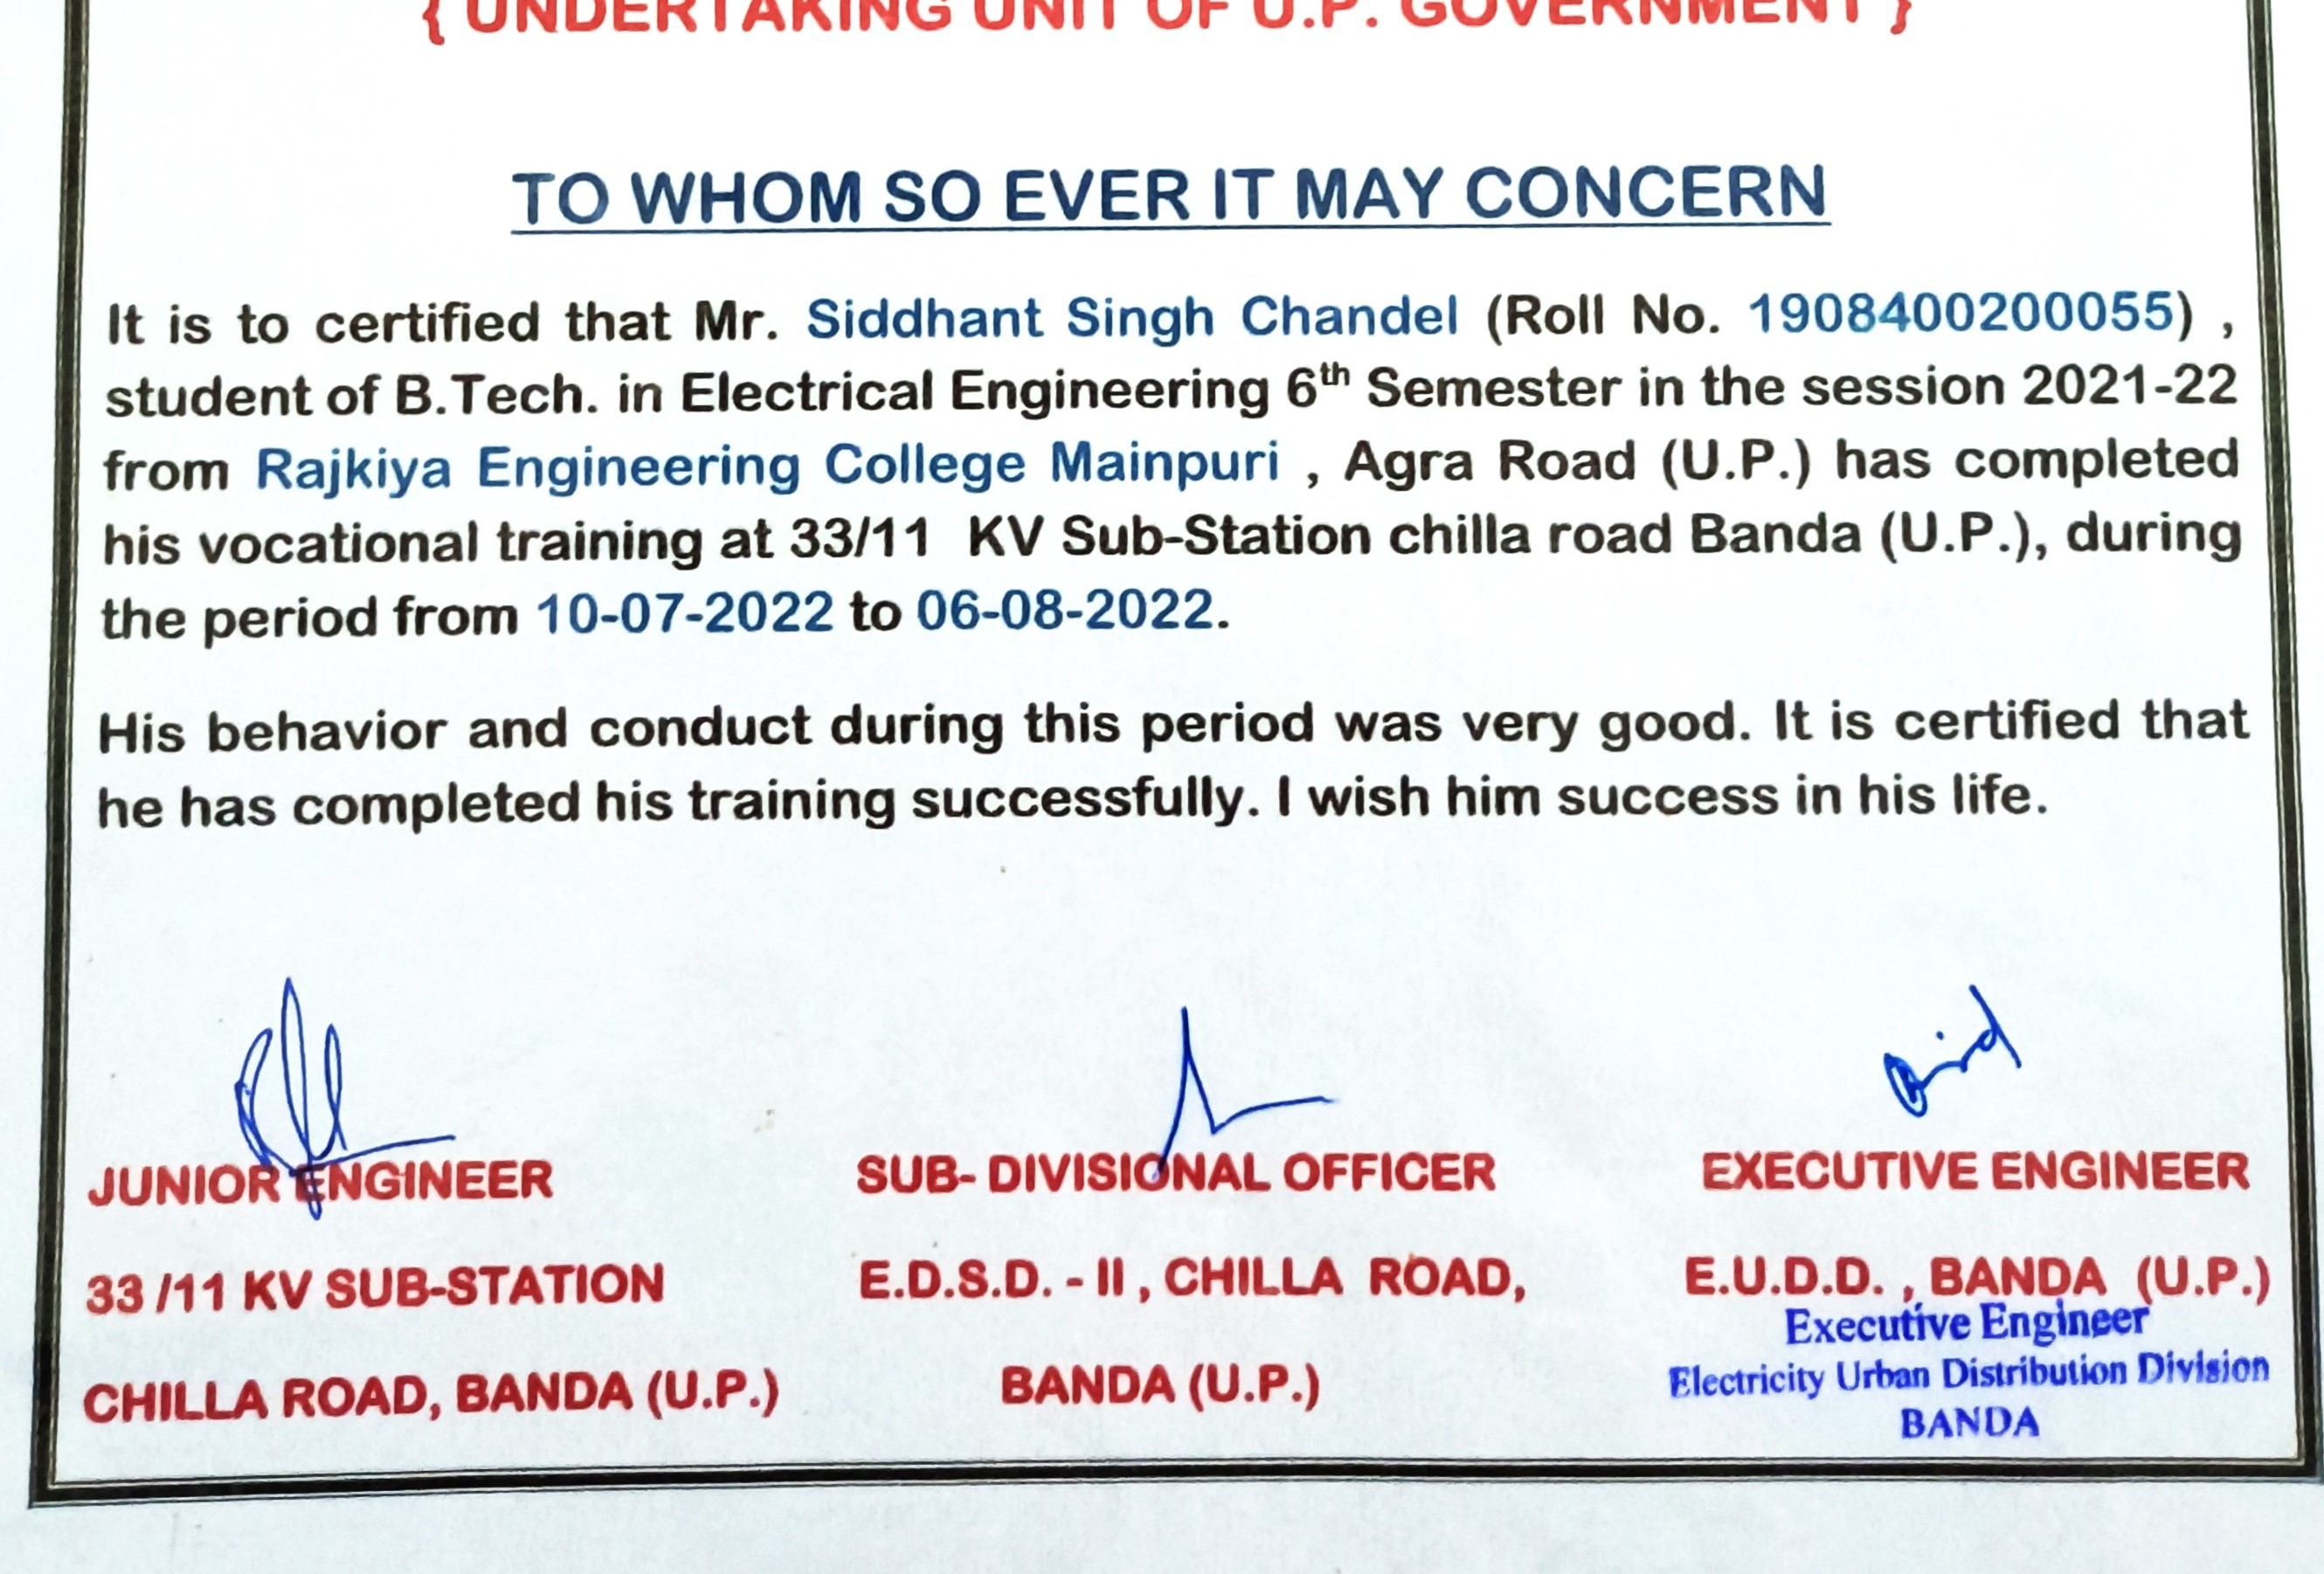 { UNDERTAKING UNIT OF U.P. GOVERNMENT }
TO WHOM SO EVER IT MAY CONCERN
It is to certified that Mr. Siddhant Singh Chandel (Roll No. 1908400200055) ,
student of B.Tech. in Electrical Engineering 6th Semester in the session 2021-22
from Rajkiya Engineering College Mainpuri , Agra Road (U.P.) has completed
his vocational training at 33/11 KV Sub-Station chilla road Banda (U.P.), during
the period from 10-07-2022 to 06-08-2022.
His behavior and conduct during this period was very good. It is certified that
he has completed his training successfully. I wish him success in his life.
JUNIOR ENGINEER
33 /11 KV SUB-STATION
CHILLA ROAD, BANDA (U.P.)
SUB- DIVISIONAL OFFICER
E.D.S.D. - II , CHILLA ROAD,
BANDA (U.P.)
EXECUTIVE ENGINEER
E.U.D.D. , BANDA (U.P.)
Executive Engineer
Electricity Urban Distribution Division
BANDA